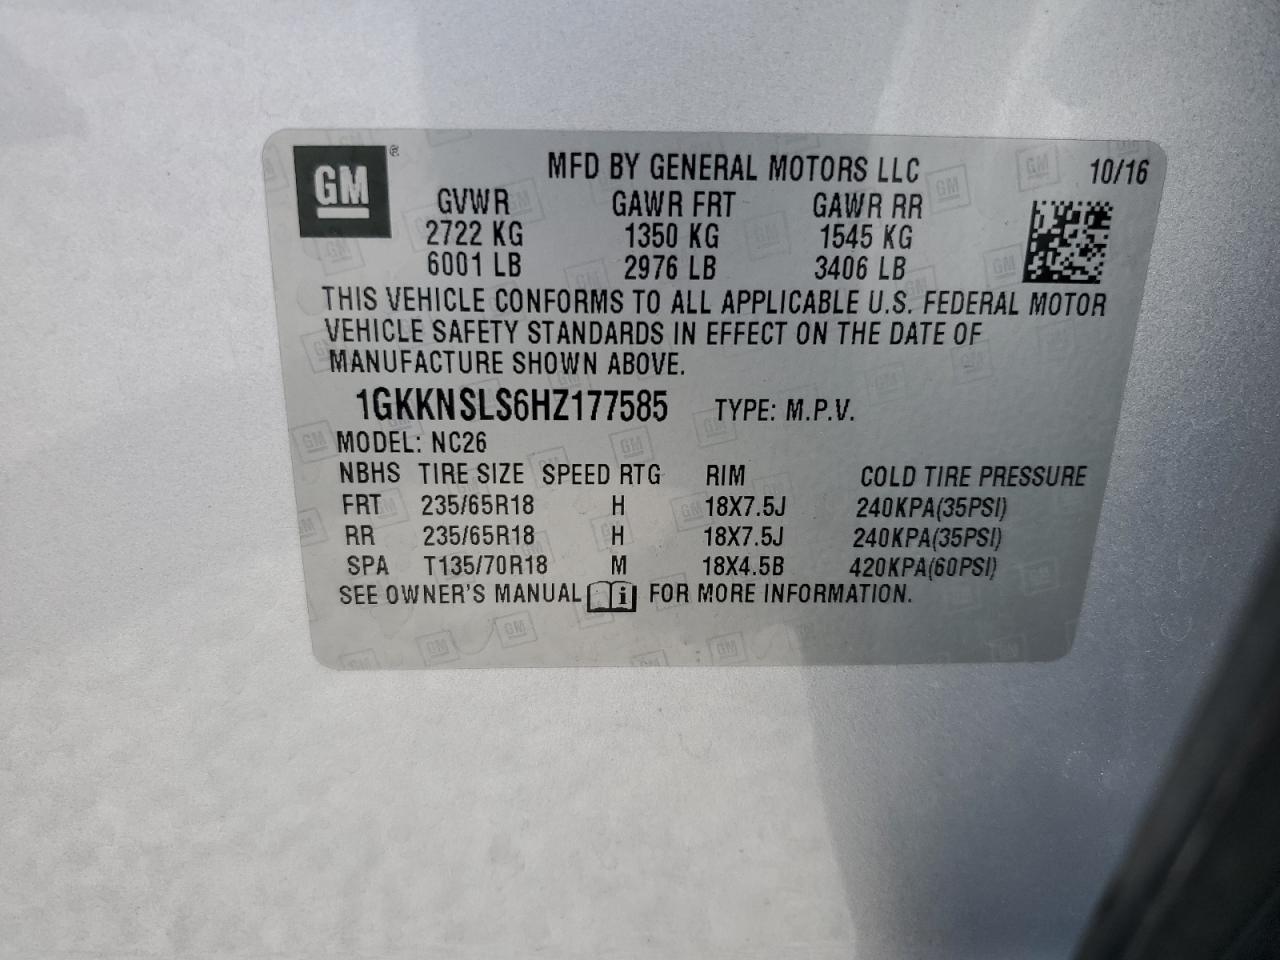 GM ®
MFD BY GENERAL MOTORS LLC 10/16
GVWR GAWR FRT GAWR RR
2722 KG 1350 KG 1545 KG
6001 LB 2976 LB 3406 LB
THIS VEHICLE CONFORMS TO ALL APPLICABLE U.S. FEDERAL MOTOR
VEHICLE SAFETY STANDARDS IN EFFECT ON THE DATE OF
MANUFACTURE SHOWN ABOVE.
1GKKNSLS6HZ177585 TYPE: M.P.V.
MODEL: NC26
NBHS TIRE SIZE SPEED RTG RIM COLD TIRE PRESSURE
FRT 235/65R18 H 18X7.5J 240KPA(35PSI)
RR 235/65R18 H 18X7.5J 240KPA(35PSI)
SPA T135/70R18 M 18X4.5B 420KPA(60PSI)
SEE OWNER'S MANUAL i FOR MORE INFORMATION.